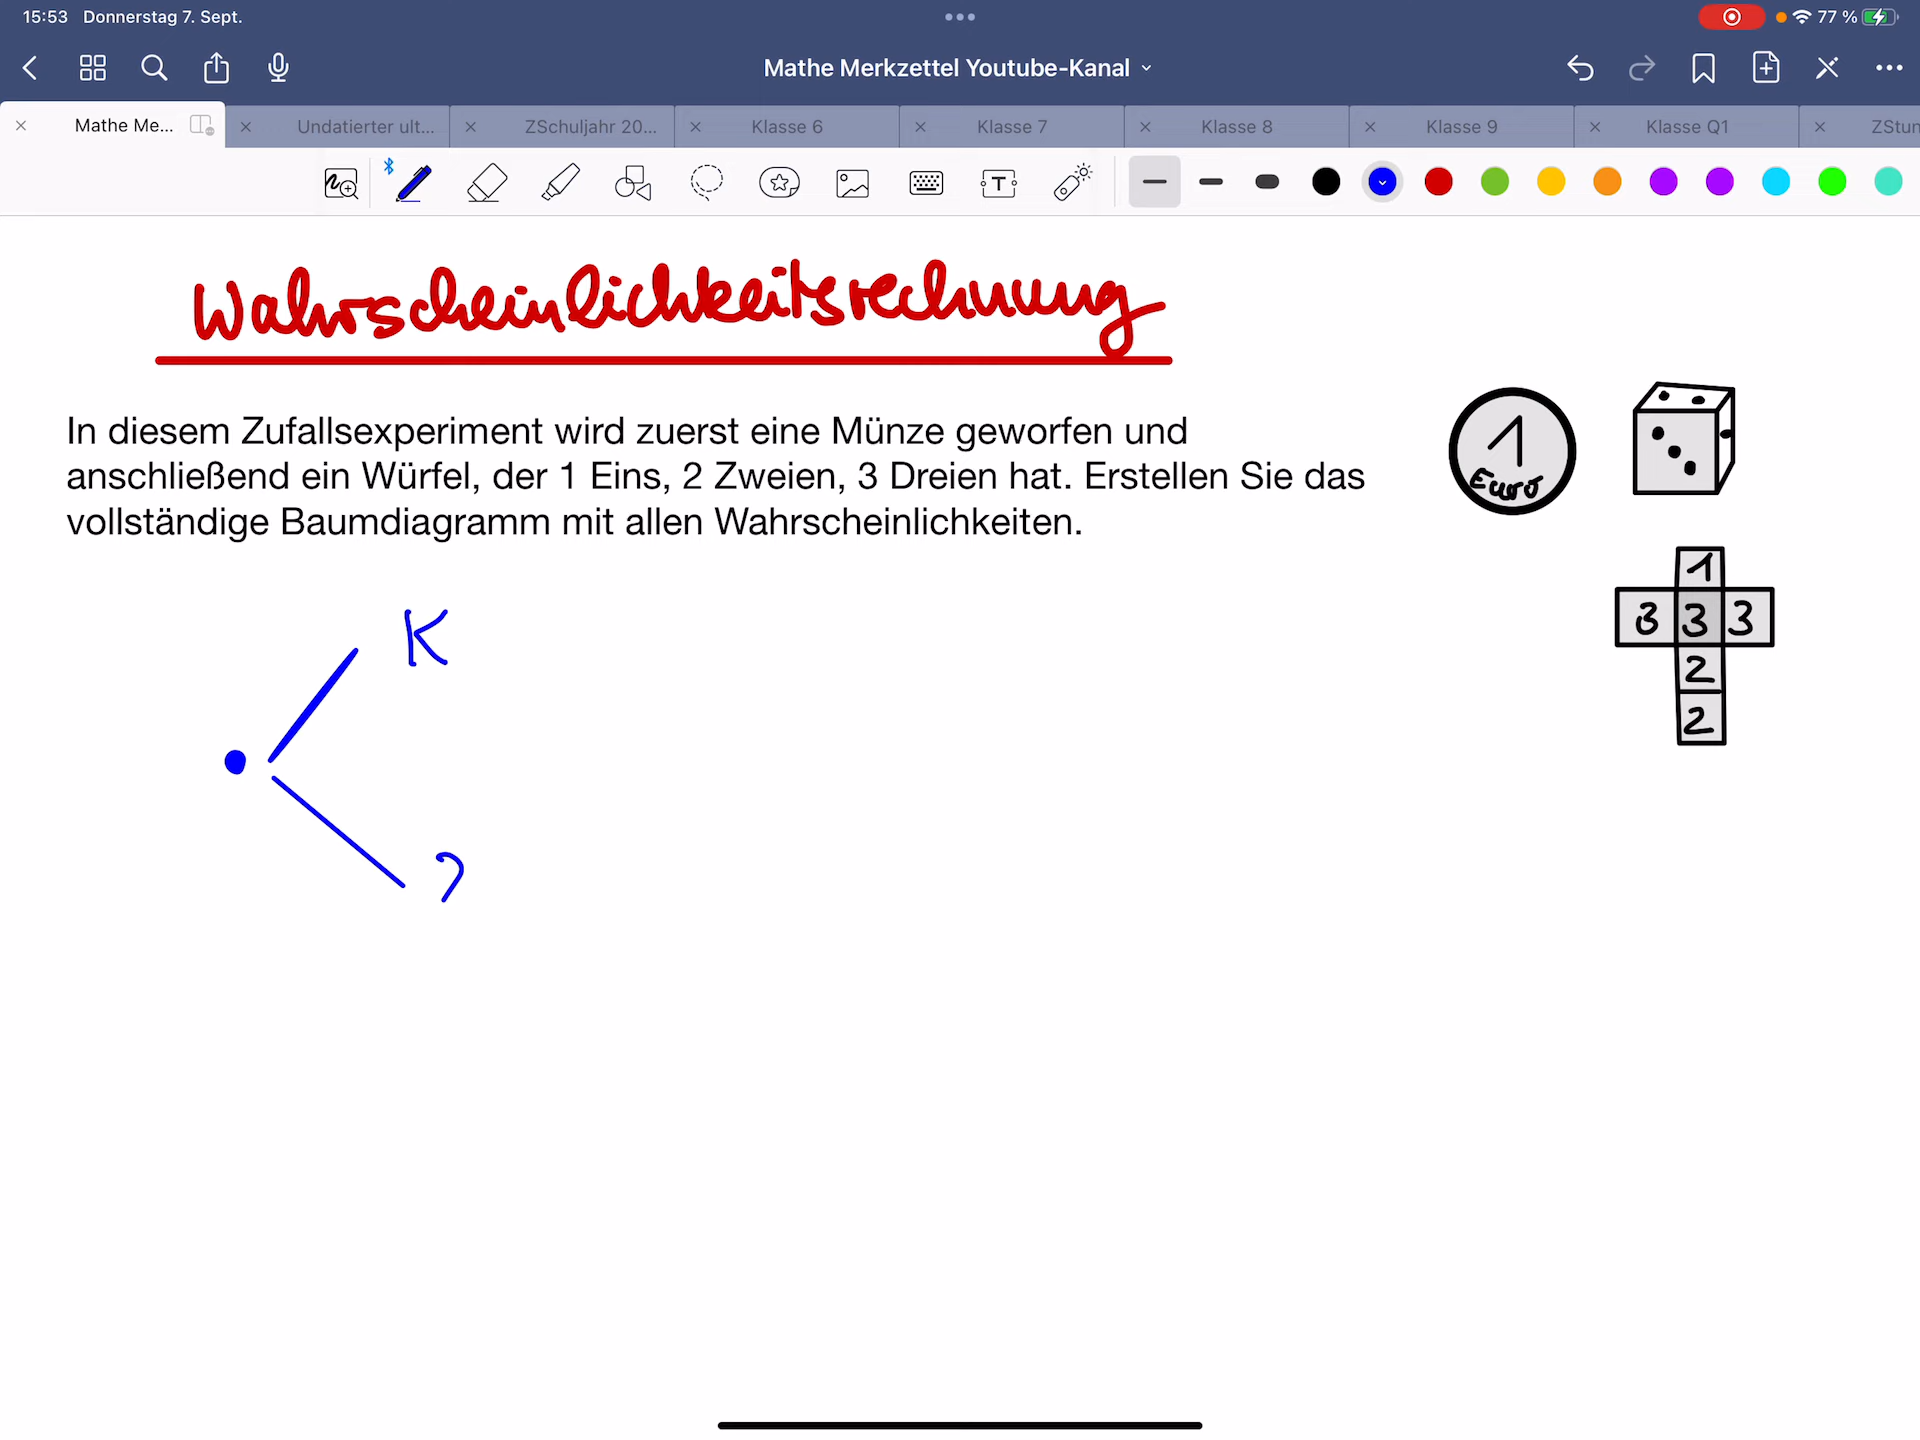 15:53 Donnerstag 7. Sept.
77 %
Mathe Merkzettel Youtube-Kanal
Mathe Me...
Undatierter ult...
ZSchuljahr 20...
Klasse 6
Klasse 7
Klasse 8
Klasse 9
Klasse Q1
ZStun
T
Wahrscheinlichkeitsrechnung
In diesem Zufallsexperiment wird zuerst eine Münze geworfen und
anschließend ein Würfel, der 1 Eins, 2 Zweien, 3 Dreien hat. Erstellen Sie das
vollständige Baumdiagramm mit allen Wahrscheinlichkeiten.
1
Euro
1
3 3 3
2
2
K